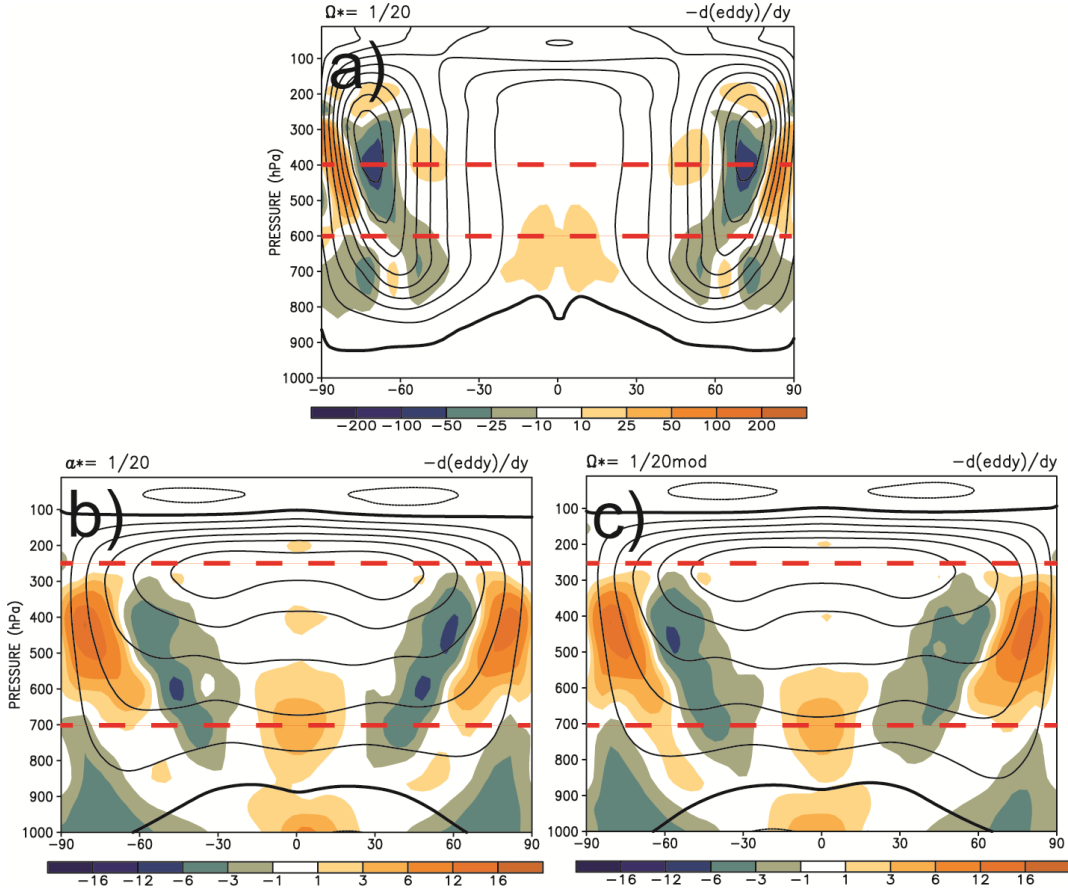 Ω*= 1/20 −d(eddy)/dy
a)
PRESSURE (hPa)
100
200
300
400
500
600
700
800
900
1000
−90 −60 −30 0 30 60 90
−200 −100 −50 −25 −10 10 25 50 100 200
α*= 1/20 −d(eddy)/dy
b)
PRESSURE (hPa)
100
200
300
400
500
600
700
800
900
1000
−90 −60 −30 0 30 60 90
−16 −12 −6 −3 −1 1 3 6 12 16
Ω*= 1/20mod −d(eddy)/dy
c)
100
200
300
400
500
600
700
800
900
1000
−90 −60 −30 0 30 60 90
−16 −12 −6 −3 −1 1 3 6 12 16